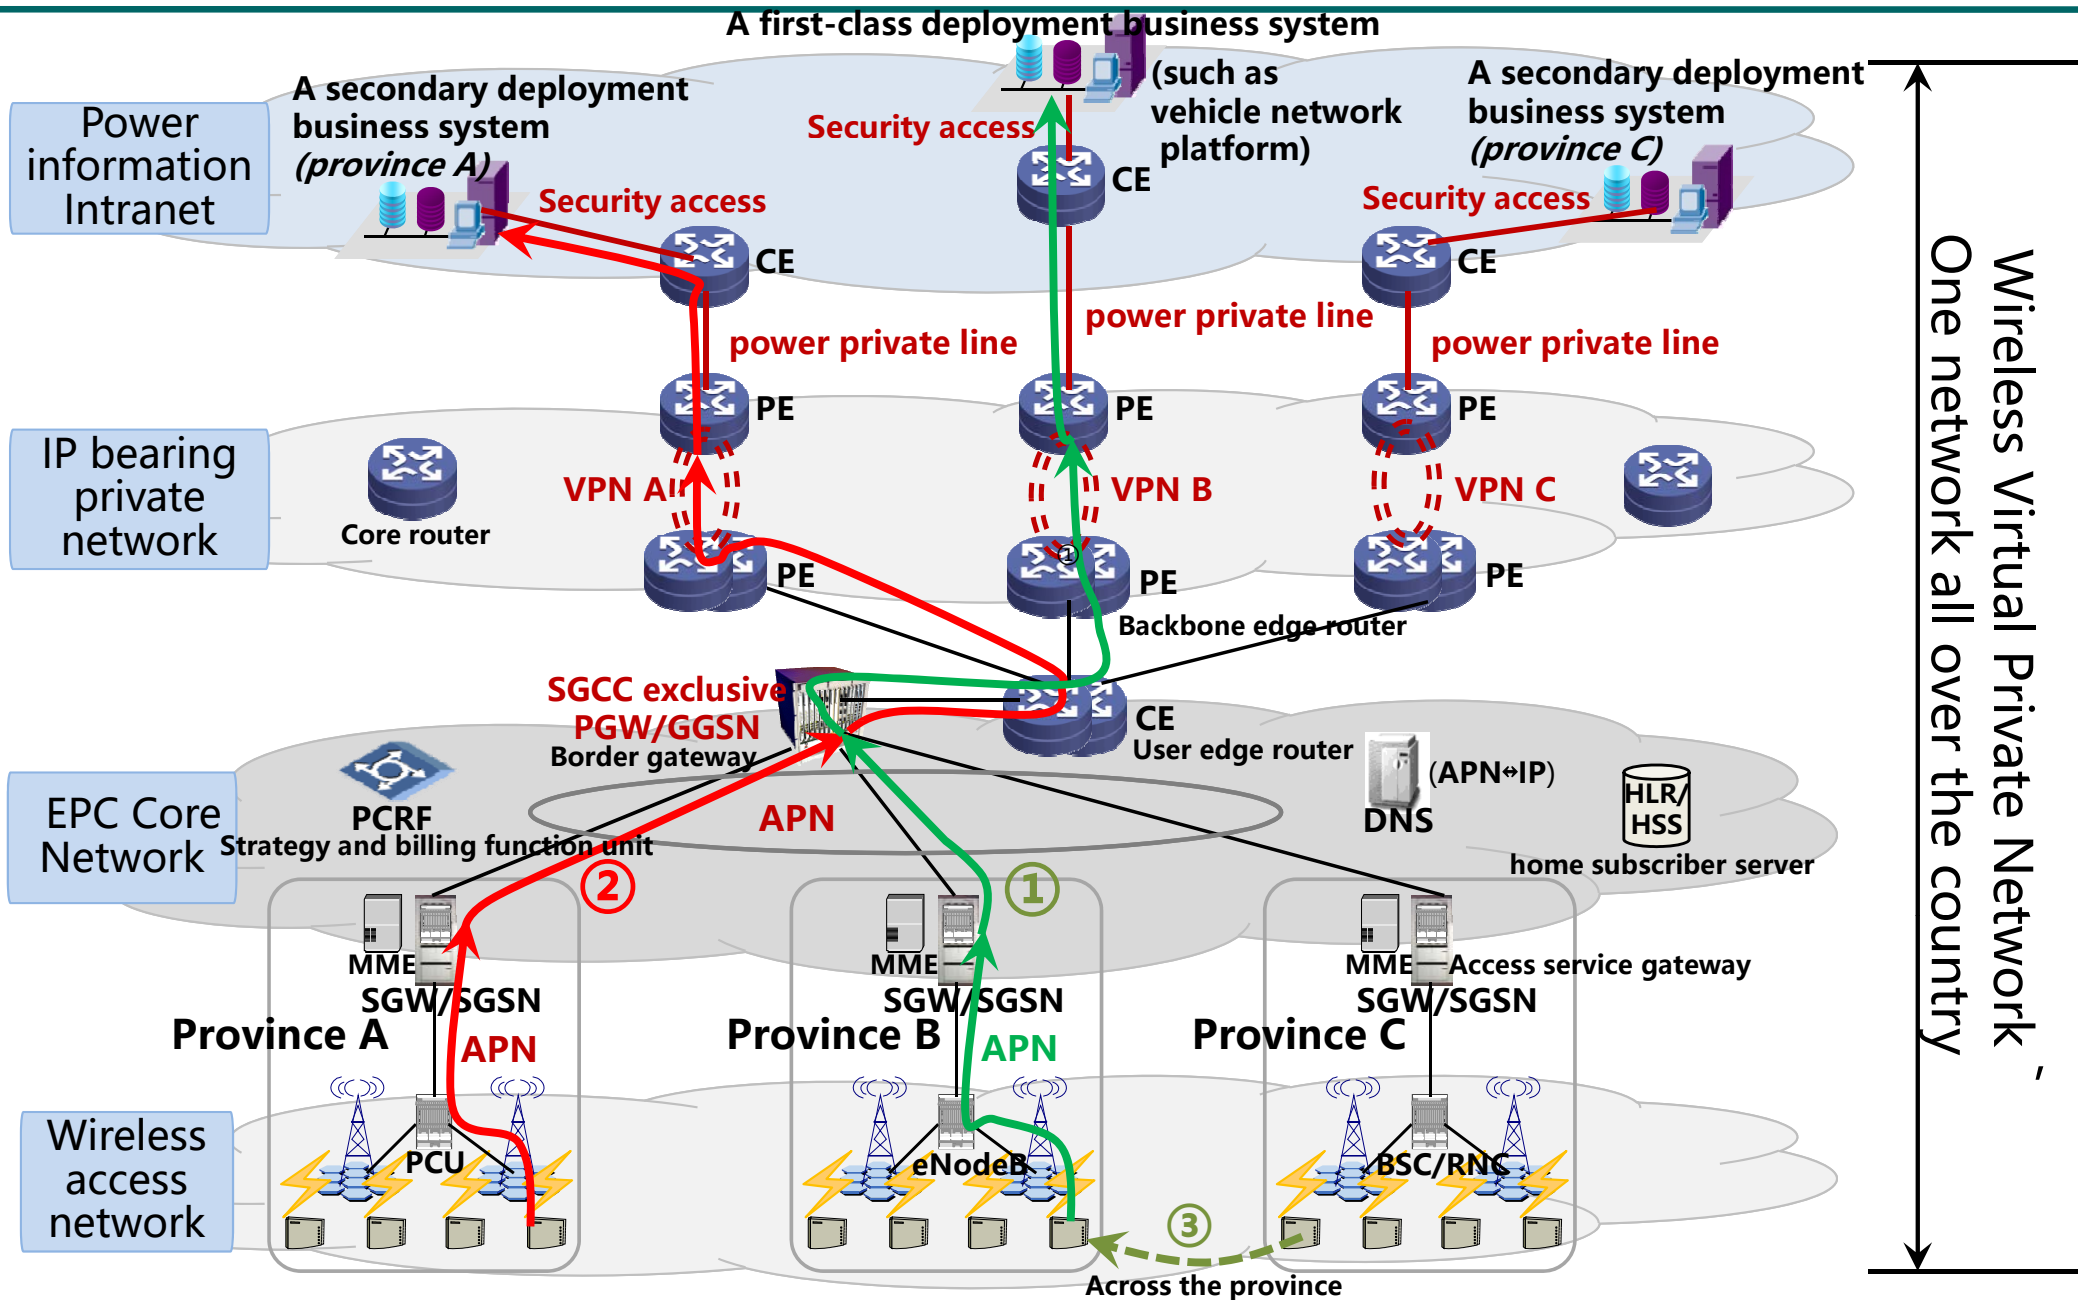 A first-class deployment business system
(such as
vehicle network
platform)
A secondary deployment
business system
(province A)
A secondary deployment
business system
(province C)
Power
information
Intranet
Security access
Security access
Security access
CE
CE
CE
power private line
power private line
power private line
IP bearing
private
network
PE
PE
PE
Core router
VPN A
VPN B
VPN C
①
PE
PE
PE
Backbone edge router
SGCC exclusive
PGW/GGSN
Border gateway
CE
User edge router
EPC Core
Network
PCRF
Strategy and billing function unit
APN
DNS
(APN⇔IP)
HLR/
HSS
home subscriber server
②
①
MME
SGW/SGSN
MME
SGW/SGSN
MME
Access service gateway
SGW/SGSN
Province A
APN
Province B
APN
Province C
Wireless
access
network
PCU
eNodeB
BSC/RNC
③
Across the province
Wireless Virtual Private Network、
One network all over the country